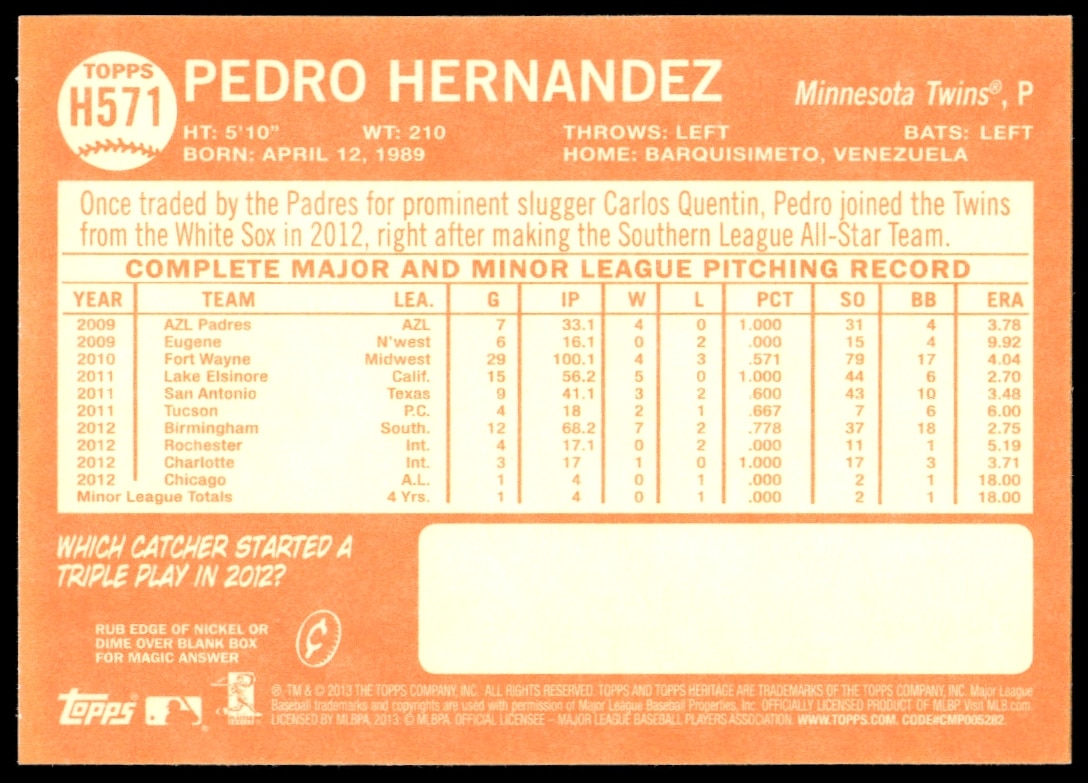 TOPPS
H571
PEDRO HERNANDEZ
Minnesota Twins®, P
HT: 5'10" WT: 210 THROWS: LEFT BATS: LEFT
BORN: APRIL 12, 1989 HOME: BARQUISIMETO, VENEZUELA
Once traded by the Padres for prominent slugger Carlos Quentin, Pedro joined the Twins
from the White Sox in 2012, right after making the Southern League All-Star Team.
COMPLETE MAJOR AND MINOR LEAGUE PITCHING RECORD
YEAR TEAM LEA. G IP W L PCT SO BB ERA
2009 AZL Padres AZL 7 33.1 4 0 1.000 31 4 3.78
2009 Eugene N'west 6 16.1 0 2 .000 15 4 9.92
2010 Fort Wayne Midwest 29 100.1 4 3 .571 79 17 4.04
2011 Lake Elsinore Calif. 15 56.2 5 0 1.000 44 6 2.70
2011 San Antonio Texas 9 41.1 3 2 .600 43 10 3.48
2011 Tucson P.C. 4 18 2 1 .667 7 6 6.00
2012 Birmingham South. 12 68.2 7 2 .778 37 18 2.75
2012 Rochester Int. 4 17.1 0 2 .000 11 1 5.19
2012 Charlotte Int. 3 17 1 0 1.000 17 3 3.71
2012 Chicago A.L. 1 4 0 1 .000 2 1 18.00
Minor League Totals 4 Yrs. 1 4 0 1 .000 2 1 18.00
WHICH CATCHER STARTED A
TRIPLE PLAY IN 2012?
RUB EDGE OF NICKEL OR
DIME OVER BLANK BOX
FOR MAGIC ANSWER
¢
Topps
®, TM & © 2013 THE TOPPS COMPANY, INC. ALL RIGHTS RESERVED. TOPPS AND TOPPS HERITAGE ARE TRADEMARKS OF THE TOPPS COMPANY, INC. Major League
Baseball trademarks and copyrights are used with permission of Major League Baseball Properties, Inc. OFFICIALLY LICENSED PRODUCT OF MLBP Visit MLB.com.
LICENSED BY MLBPA, 2013. © MLBPA. OFFICIAL LICENSEE – MAJOR LEAGUE BASEBALL PLAYERS ASSOCIATION. WWW.TOPPS.COM. CODE#CMP005282.